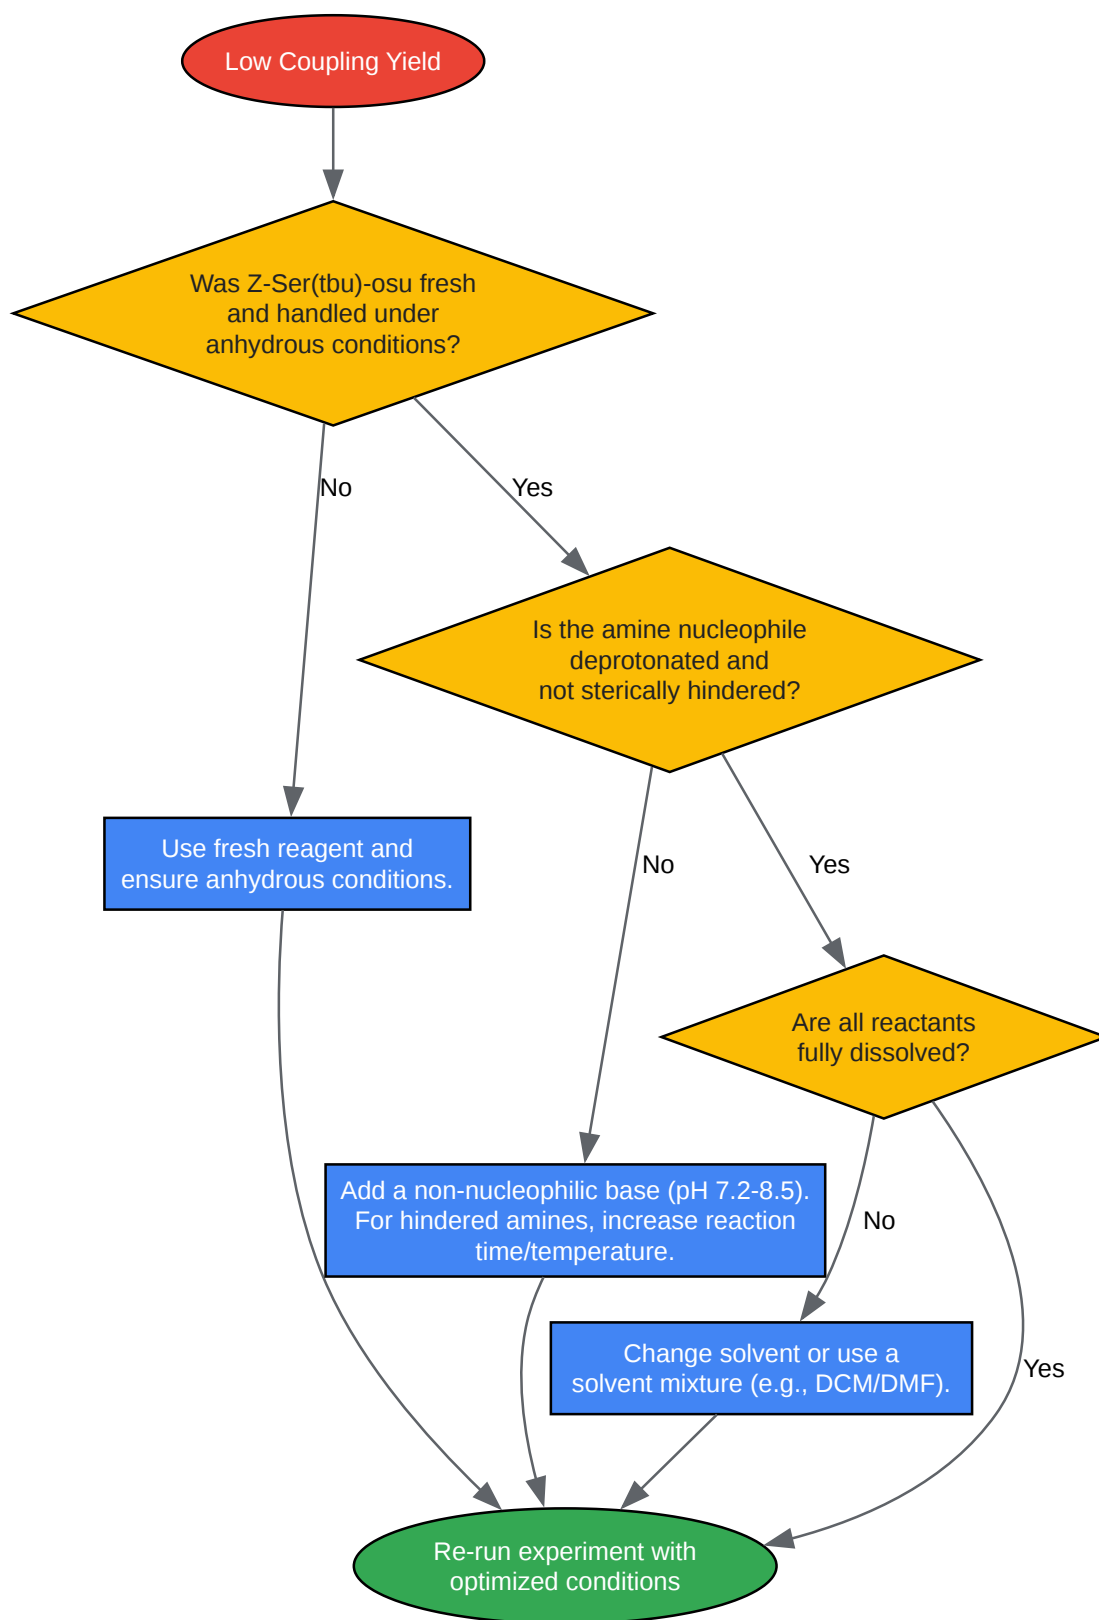 Low Coupling Yield
Was Z-Ser(tbu)-osu fresh
and handled under
anhydrous conditions?
No
Yes
Is the amine nucleophile
deprotonated and
not sterically hindered?
Use fresh reagent and
ensure anhydrous conditions.
No
Yes
Are all reactants
fully dissolved?
Add a non-nucleophilic base (pH 7.2-8.5).
For hindered amines, increase reaction
time/temperature.
No
Change solvent or use a
solvent mixture (e.g., DCM/DMF).
Yes
Re-run experiment with
optimized conditions